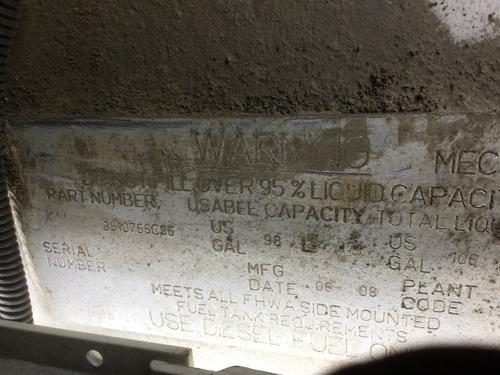 WARNING MEC
FILL OVER 95 % LIQUID CAPACI
PART NUMBER USABLE CAPACITY TOTAL LIQU
3510766C96 US GAL 98 L US GAL 106
SERIAL NUMBER MFG DATE 06 08 PLANT CODE
MEETS ALL FHWA SIDE MOUNTED
FUEL TANK REQUIREMENTS
USE DIESEL FUEL ON